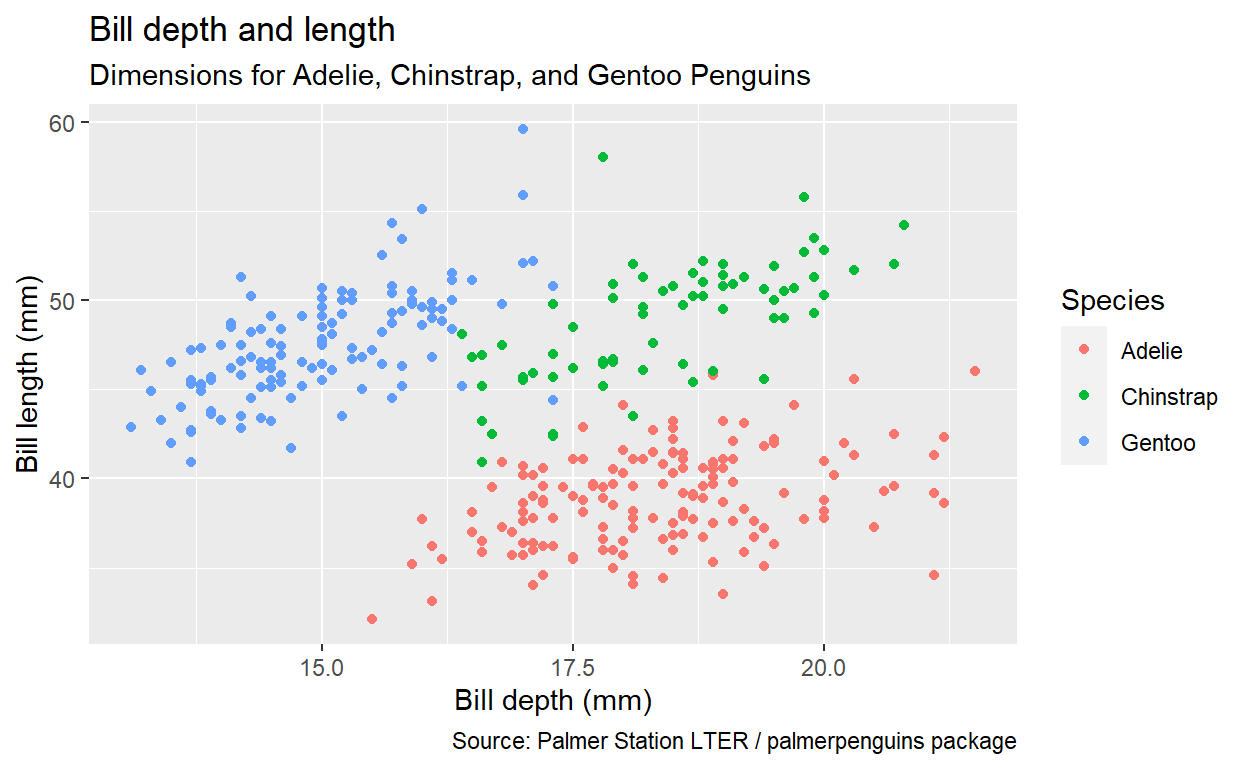 Bill depth and length
Dimensions for Adelie, Chinstrap, and Gentoo Penguins
60
50
40
Bill length (mm)
15.0
17.5
20.0
Bill depth (mm)
Species
Adelie
Chinstrap
Gentoo
Source: Palmer Station LTER / palmerpenguins package